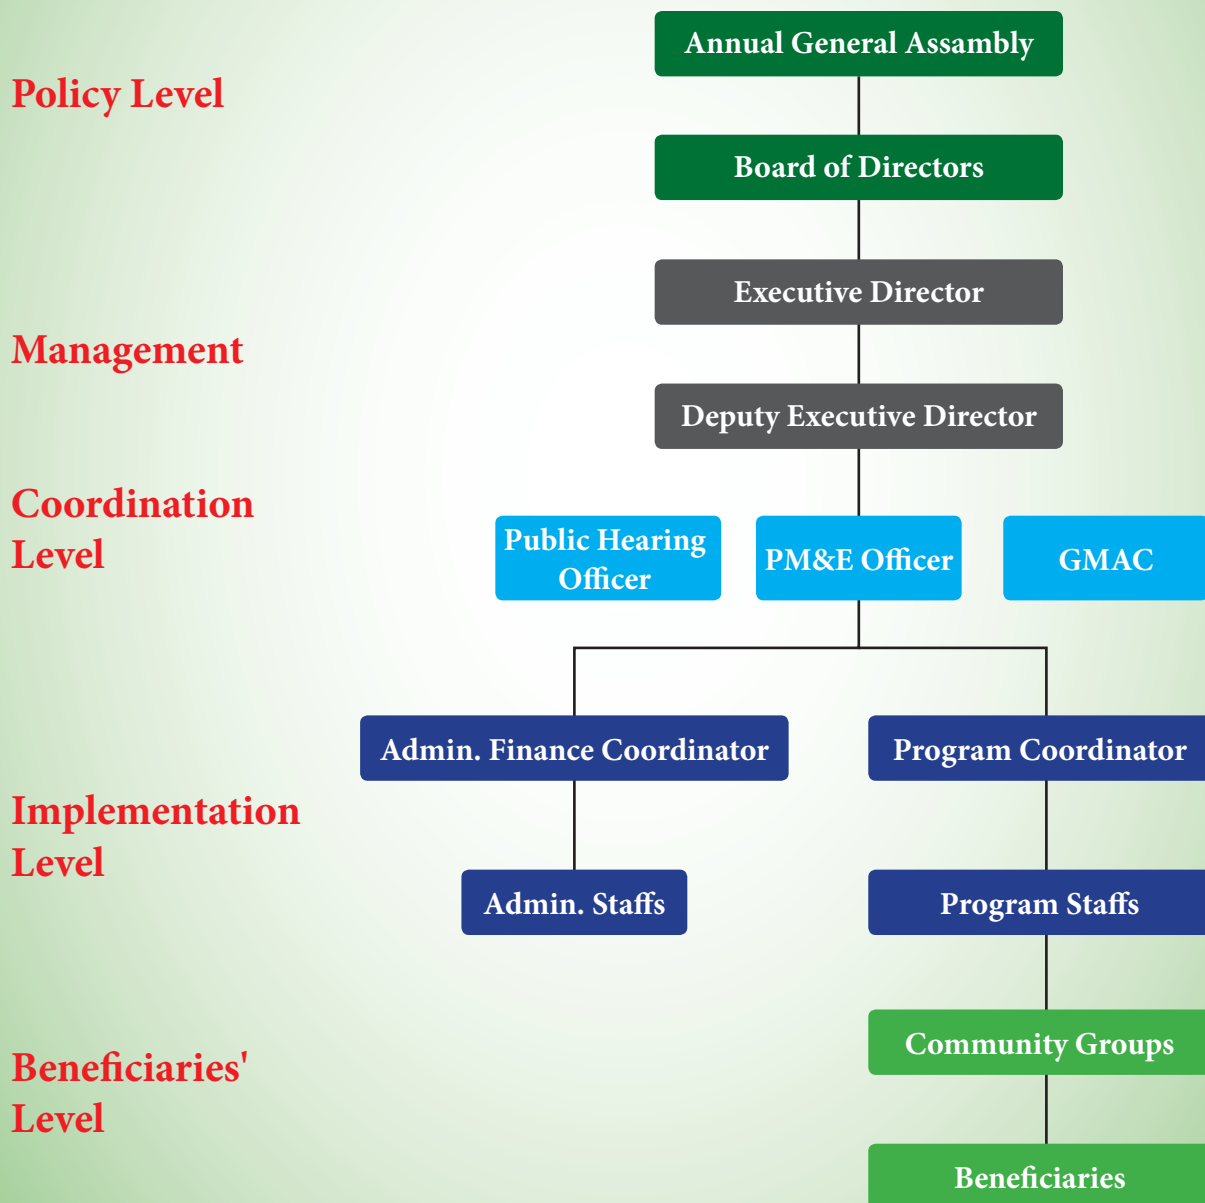 Annual General Assambly
Policy Level
Board of Directors
Executive Director
Management
Deputy Executive Director
Coordination
Level
Public Hearing
Officer
PM&E Officer
GMAC
Admin. Finance Coordinator
Program Coordinator
Implementation
Level
Admin. Staffs
Program Staffs
Community Groups
Beneficiaries'
Level
Beneficiaries